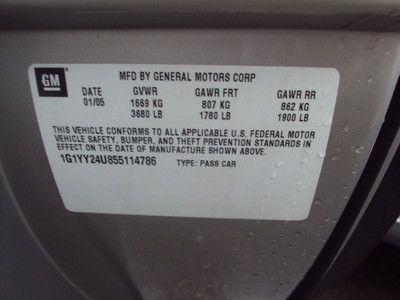 GM
MFD BY GENERAL MOTORS CORP
DATE GVWR GAWR FRT GAWR RR
01/05 1669 KG 807 KG 862 KG
3680 LB 1780 LB 1900 LB
THIS VEHICLE CONFORMS TO ALL APPLICABLE U.S. FEDERAL MOTOR
VEHICLE SAFETY, BUMPER, AND THEFT PREVENTION STANDARDS IN
EFFECT ON THE DATE OF MANUFACTURE SHOWN ABOVE.
1G1YY24U855114786 TYPE: PASS CAR